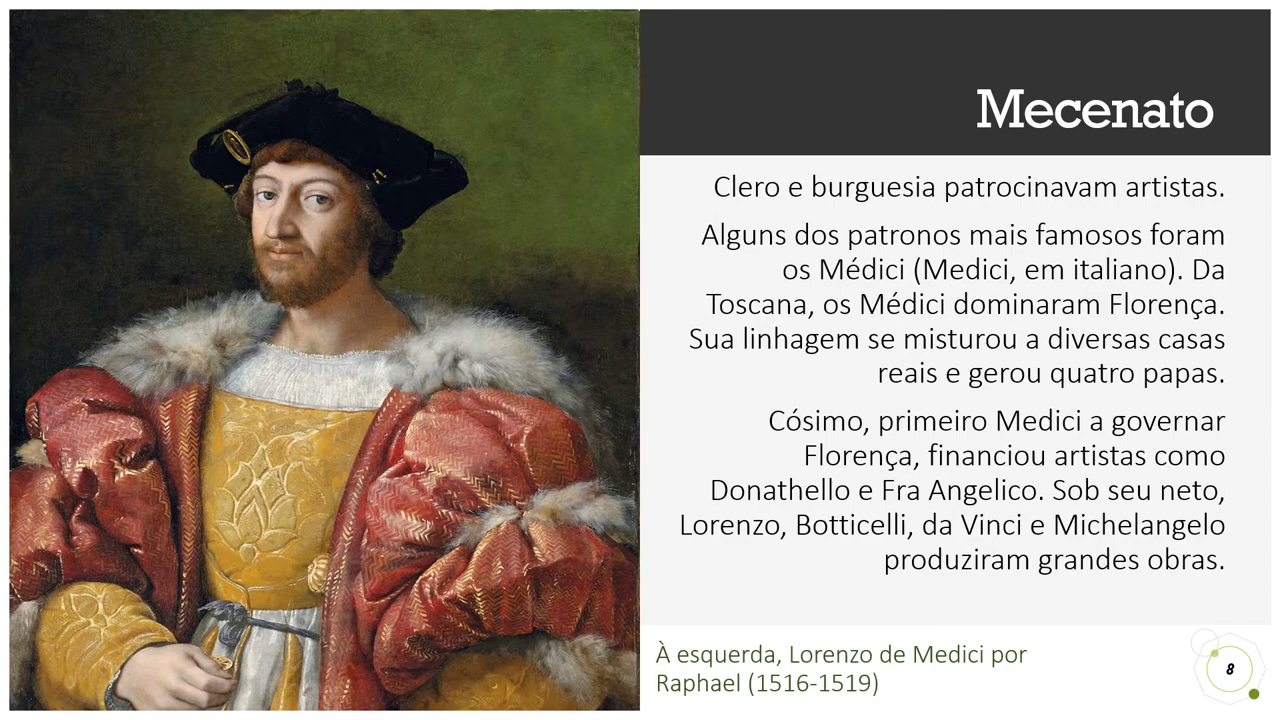 Mecenato
Clero e burguesia patrocinavam artistas.
Alguns dos patronos mais famosos foram
os Médici (Medici, em italiano). Da
Toscana, os Médici dominaram Florença.
Sua linhagem se misturou a diversas casas
reais e gerou quatro papas.
Cósimo, primeiro Medici a governar
Florença, financiou artistas como
Donathello e Fra Angelico. Sob seu neto,
Lorenzo, Botticelli, da Vinci e Michelangelo
produziram grandes obras.
À esquerda, Lorenzo de Medici por
Raphael (1516-1519)
8